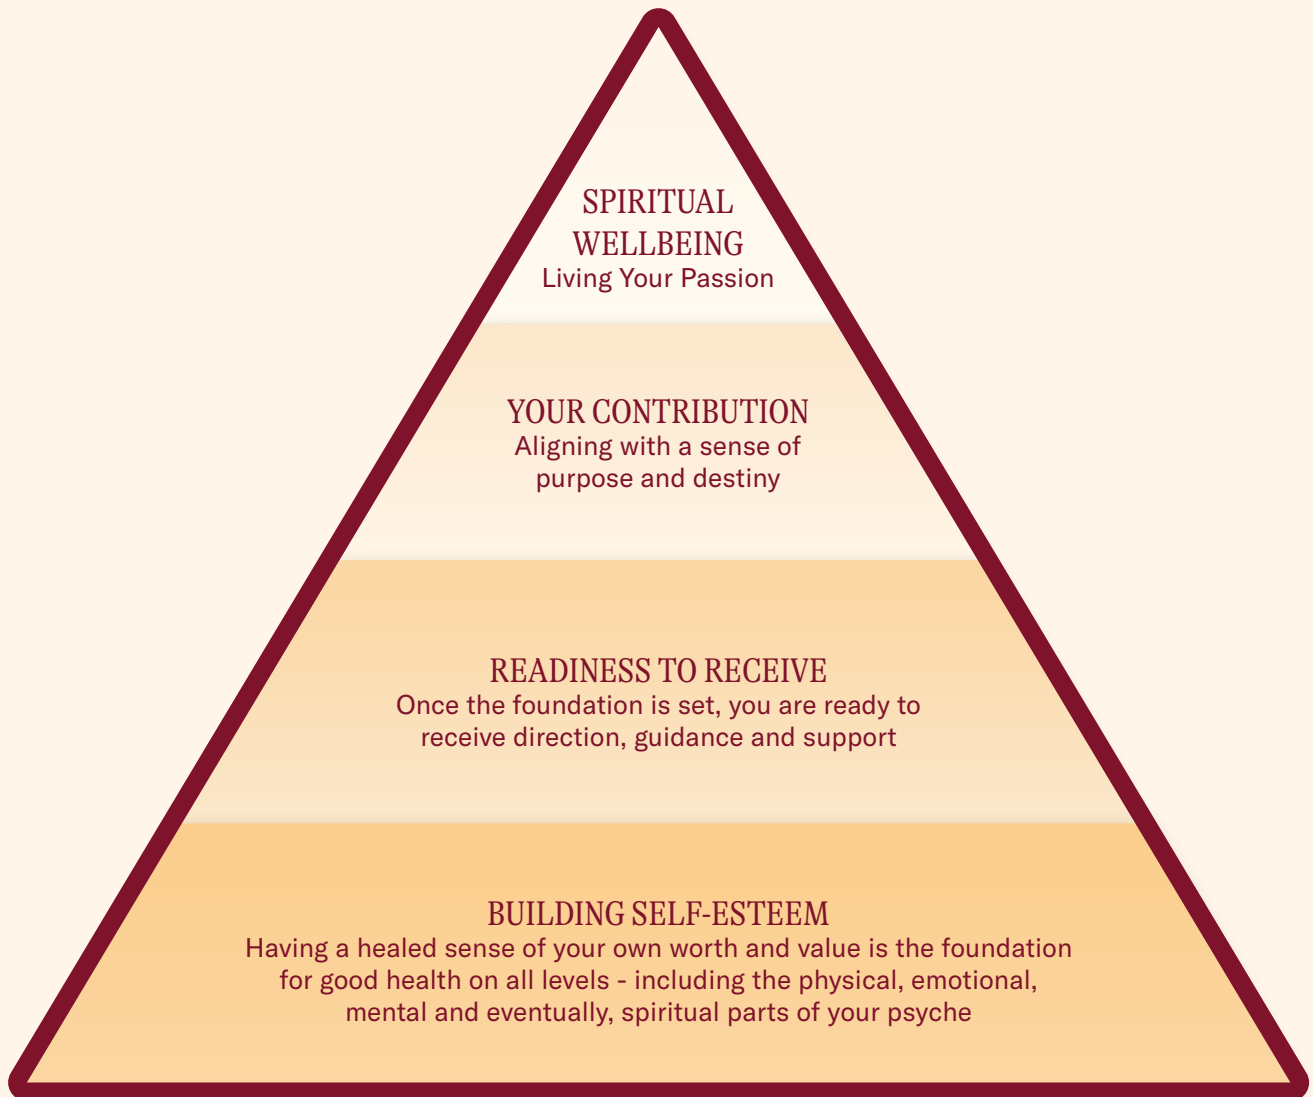 SPIRITUAL
WELLBEING
Living Your Passion
YOUR CONTRIBUTION
Aligning with a sense of
purpose and destiny
READINESS TO RECEIVE
Once the foundation is set, you are ready to
receive direction, guidance and support
BUILDING SELF-ESTEEM
Having a healed sense of your own worth and value is the foundation
for good health on all levels - including the physical, emotional,
mental and eventually, spiritual parts of your psyche